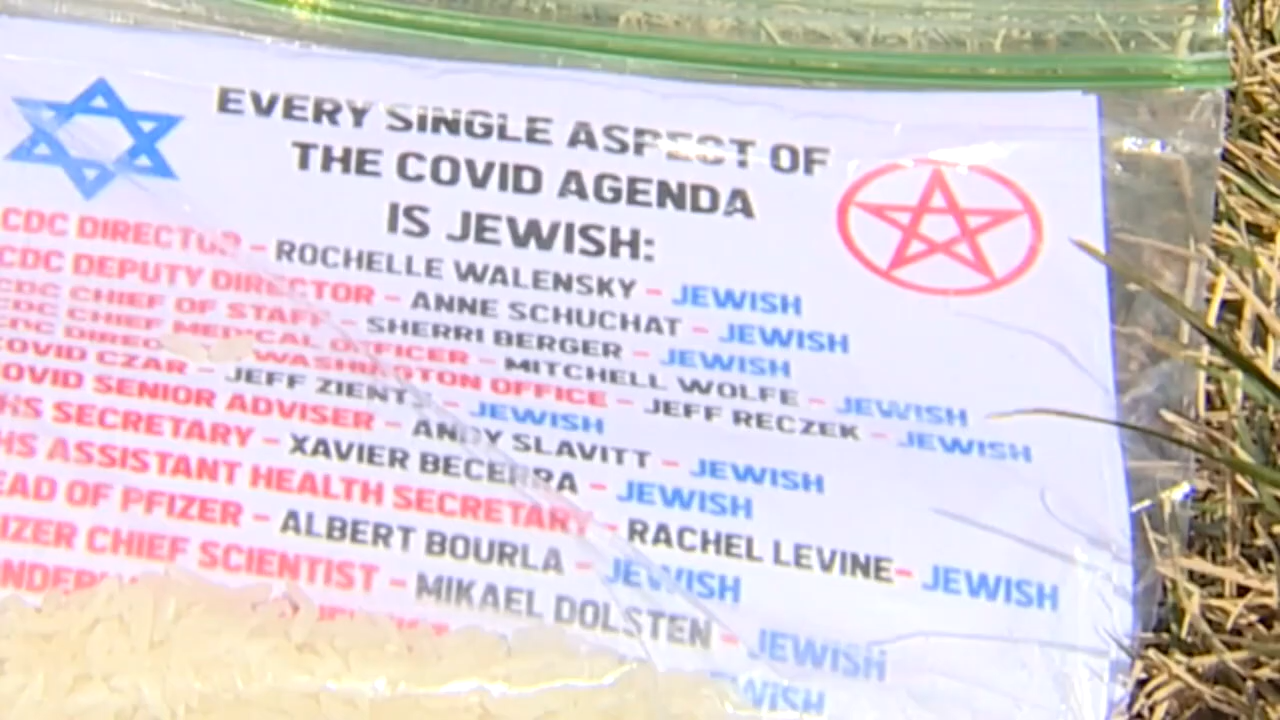 EVERY SINGLE ASPECT OF
THE COVID AGENDA
IS JEWISH:
CDC DIRECTOR – ROCHELLE WALENSKY – JEWISH
CDC DEPUTY DIRECTOR – ANNE SCHUCHAT – JEWISH
CDC CHIEF OF STAFF – SHERRI BERGER – JEWISH
CDC CHIEF MEDICAL OFFICER – MITCHELL WOLFE – JEWISH
CDC WASHINGTON OFFICE – JEFF RECZEK – JEWISH
COVID CZAR – JEFF ZIENTS – JEWISH
OVID SENIOR ADVISER – ANDY SLAVITT – JEWISH
HS SECRETARY – XAVIER BECERRA – JEWISH
HS ASSISTANT HEALTH SECRETARY – RACHEL LEVINE– JEWISH
EAD OF PFIZER – ALBERT BOURLA – JEWISH
IZER CHIEF SCIENTIST – MIKAEL DOLSTEN – JEWISH